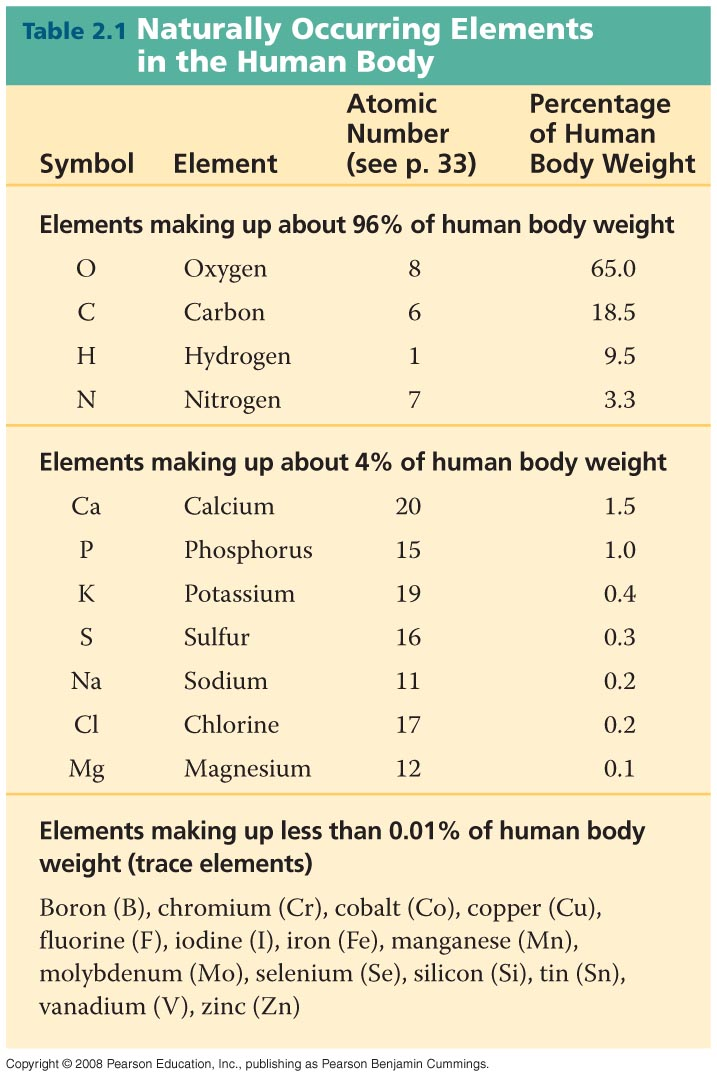 Table 2.1 Naturally Occurring Elements
in the Human Body
Symbol Element Atomic Number (see p. 33) Percentage of Human Body Weight
Elements making up about 96% of human body weight
O Oxygen 8 65.0
C Carbon 6 18.5
H Hydrogen 1 9.5
N Nitrogen 7 3.3
Elements making up about 4% of human body weight
Ca Calcium 20 1.5
P Phosphorus 15 1.0
K Potassium 19 0.4
S Sulfur 16 0.3
Na Sodium 11 0.2
Cl Chlorine 17 0.2
Mg Magnesium 12 0.1
Elements making up less than 0.01% of human body
weight (trace elements)
Boron (B), chromium (Cr), cobalt (Co), copper (Cu),
fluorine (F), iodine (I), iron (Fe), manganese (Mn),
molybdenum (Mo), selenium (Se), silicon (Si), tin (Sn),
vanadium (V), zinc (Zn)
Copyright © 2008 Pearson Education, Inc., publishing as Pearson Benjamin Cummings.